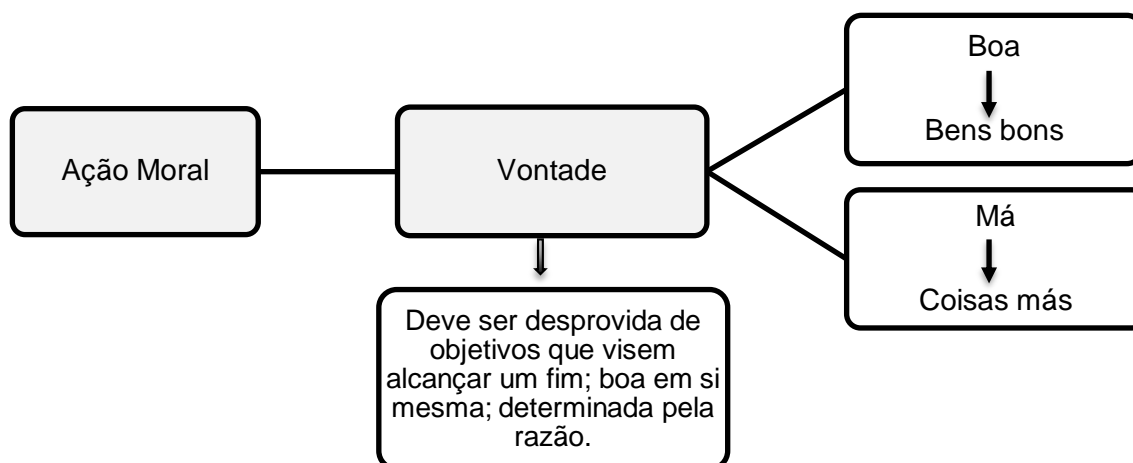 Ação Moral
Vontade
Boa
Bens bons
Má
Coisas más
Deve ser desprovida de
objetivos que visem
alcançar um fim; boa em si
mesma; determinada pela
razão.